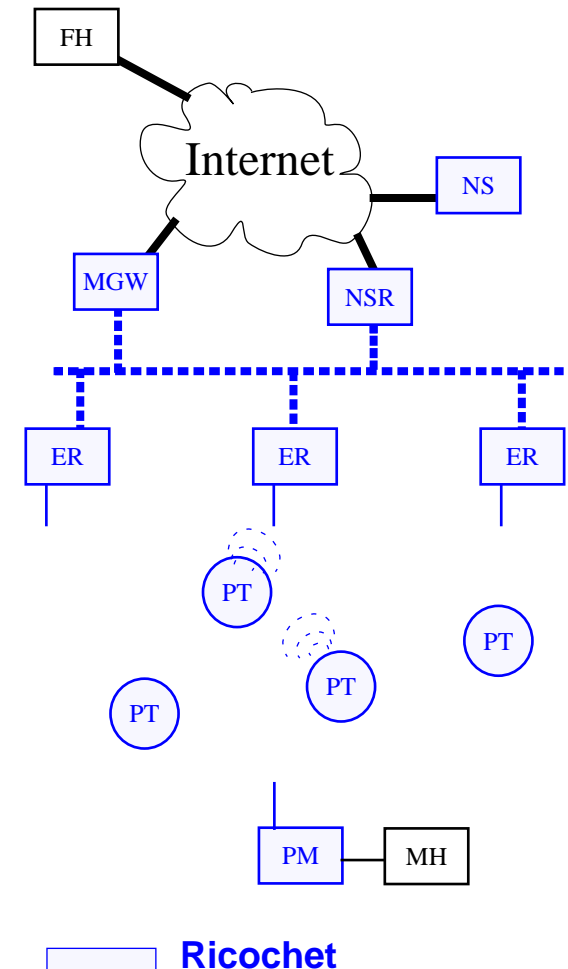 FH
Internet
NS
MGW
NSR
ER
ER
ER
PT
PT
PT
PT
PM
MH
Ricochet